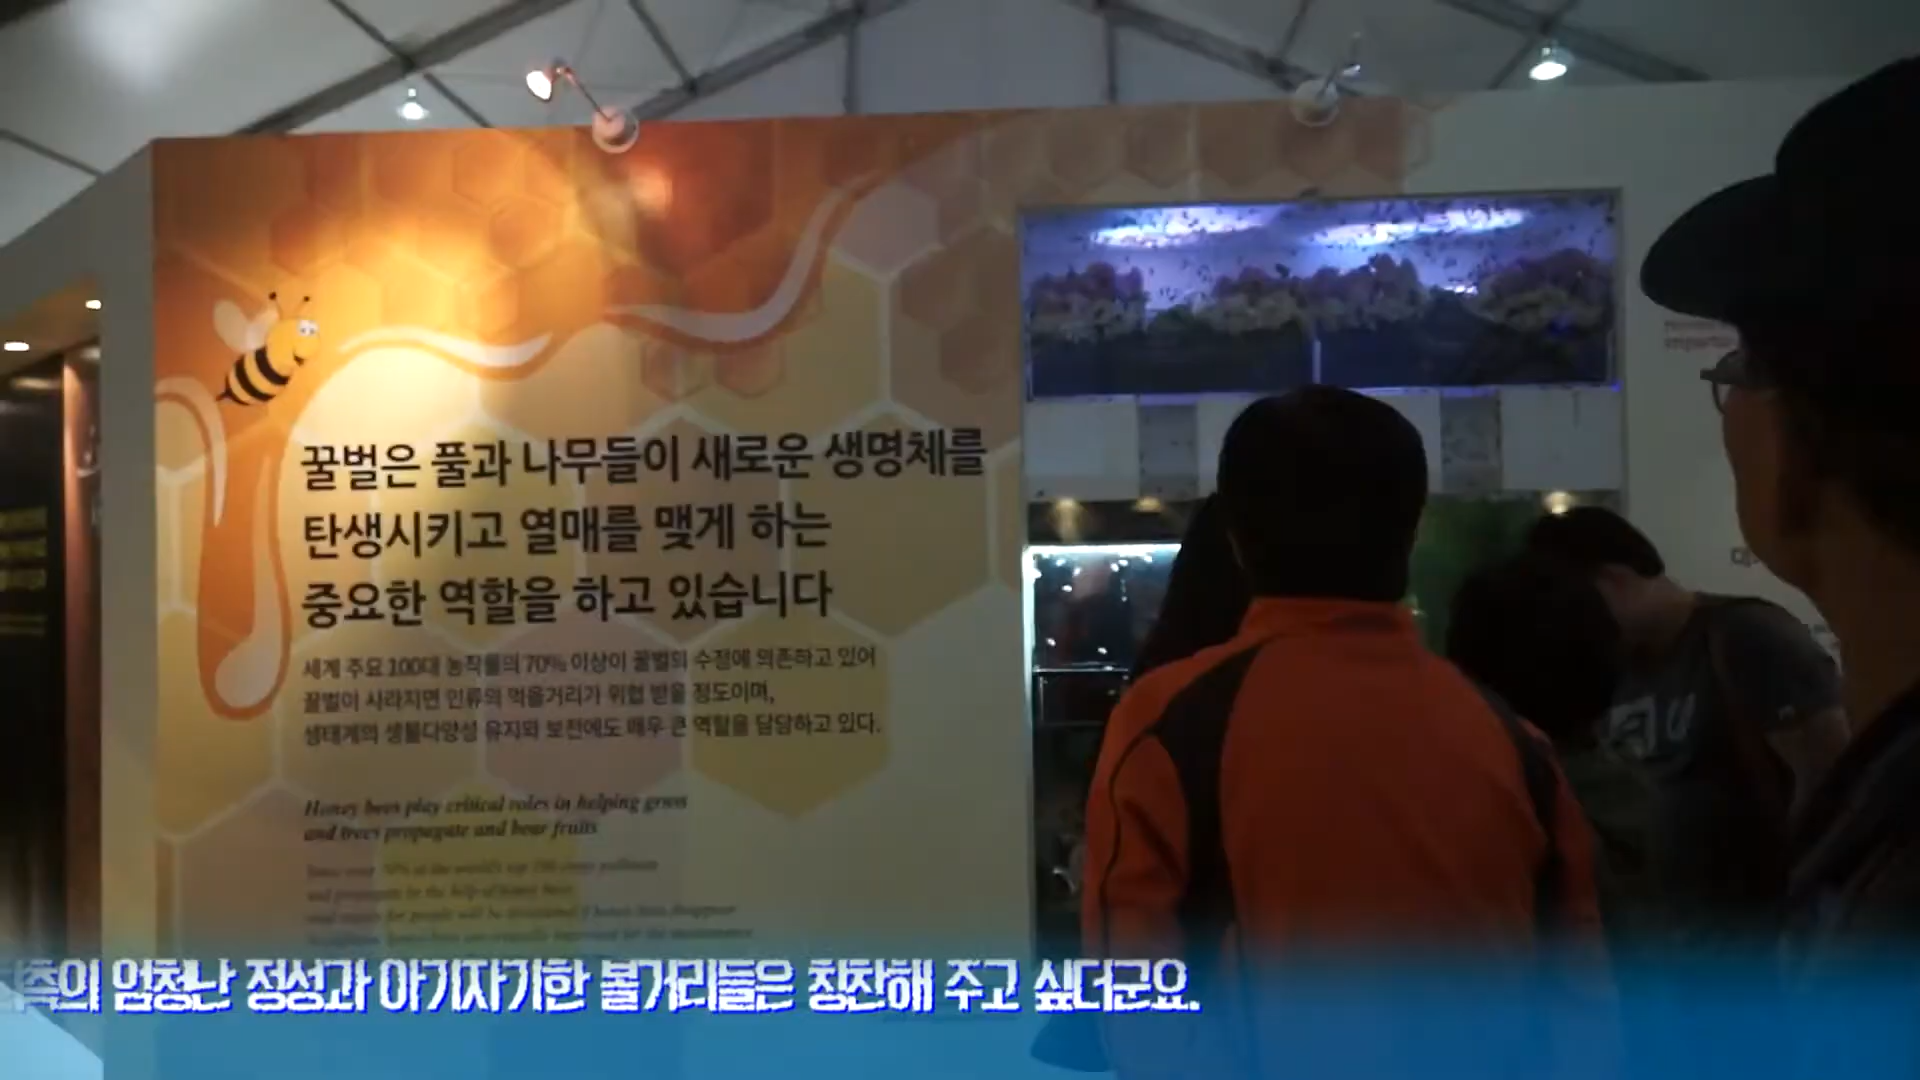 꿀벌은 풀과 나무들이 새로운 생명체를
탄생시키고 열매를 맺게 하는
중요한 역할을 하고 있습니다
세계 주요 100대 농작물의 70% 이상이 꿀벌의 수정에 의존하고 있어
꿀벌이 사라지면 인류의 먹을거리가 위협 받을 정도이며,
생태계의 생물다양성 유지와 보전에도 매우 큰 역할을 담당하고 있다.
Honey bees play critical roles in helping grass
and trees propagate and bear fruits
측의 엄청난 정성과 아기자기한 볼거리들은 칭찬해 주고 싶더군요.